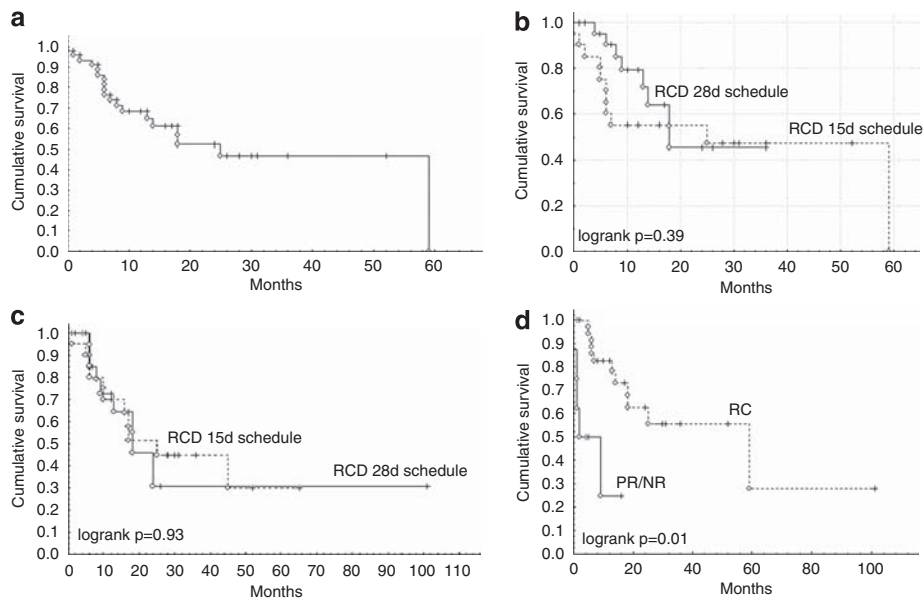 a
1.0
0.9
0.8
0.7
0.6
0.5
0.4
0.3
0.2
0.1
0.0
Cumulative survival
0 10 20 30 40 50 60
Months
b
1.0
0.8
0.6
0.4
0.2
0.0
Cumulative survival
RCD 28d schedule
RCD 15d schedule
logrank p=0.39
0 10 20 30 40 50 60
Months
c
1.0
0.9
0.8
0.7
0.6
0.5
0.4
0.3
0.2
0.1
0.0
Cumulative survival
RCD 15d schedule
RCD 28d schedule
logrank p=0.93
0 10 20 30 40 50 60 70 80 90 100 110
Months
d
1.0
0.9
0.8
0.7
0.6
0.5
0.4
0.3
0.2
0.1
0.0
Cumulative survival
RC
PR/NR
logrank p=0.01
0 20 40 60 80 100
Months